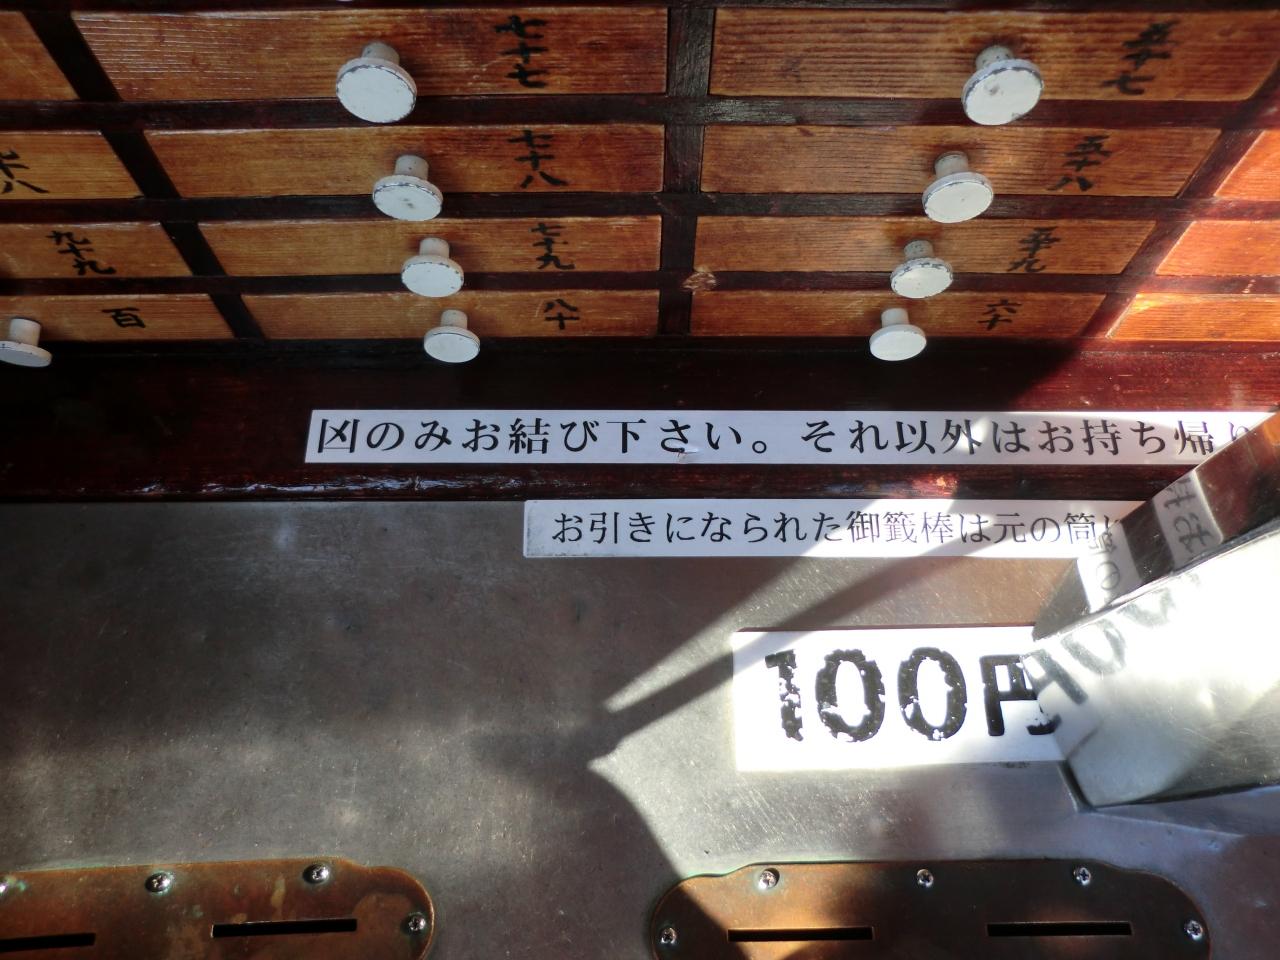 七十七
五十七
七十八
五十八
九十九
七十九
五十九
百
八十
六十
凶のみお結び下さい。それ以外はお持ち帰り
お引きになられた御籤棒は元の筒に
100円